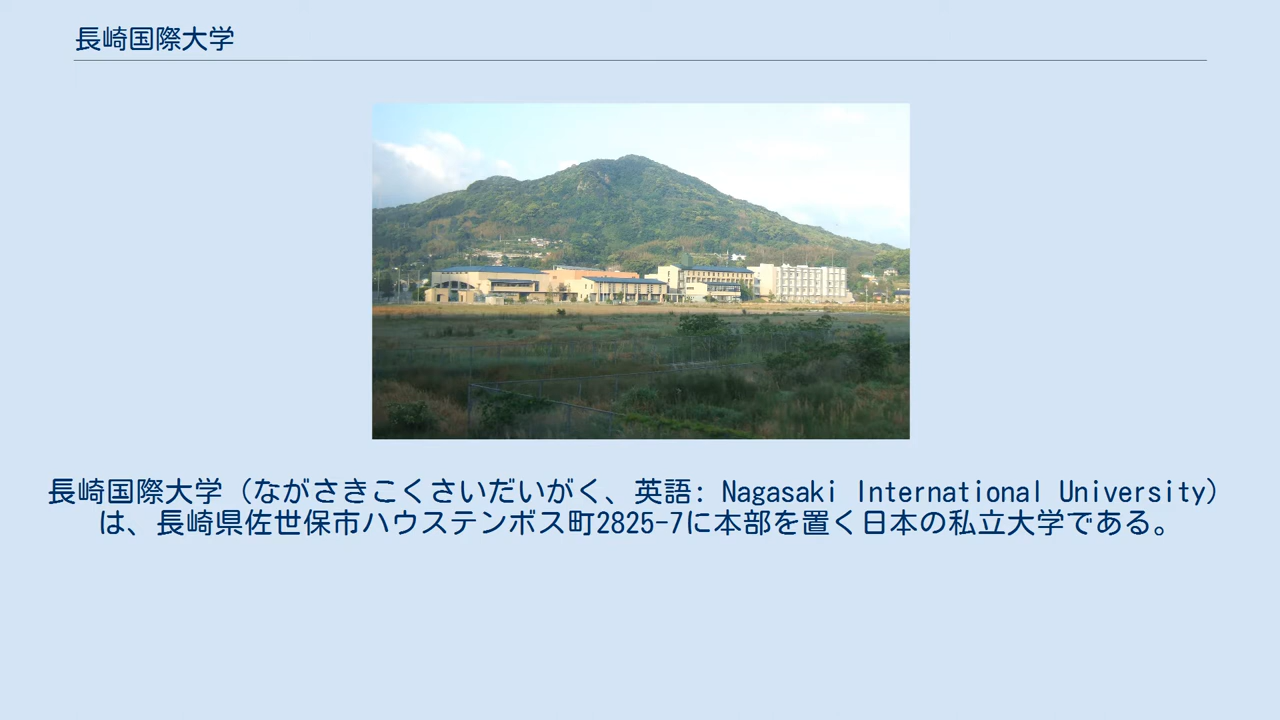 長崎国際大学
長崎国際大学（ながさきこくさいだいがく、英語: Nagasaki International University）
は、長崎県佐世保市ハウステンボス町2825-7に本部を置く日本の私立大学である。